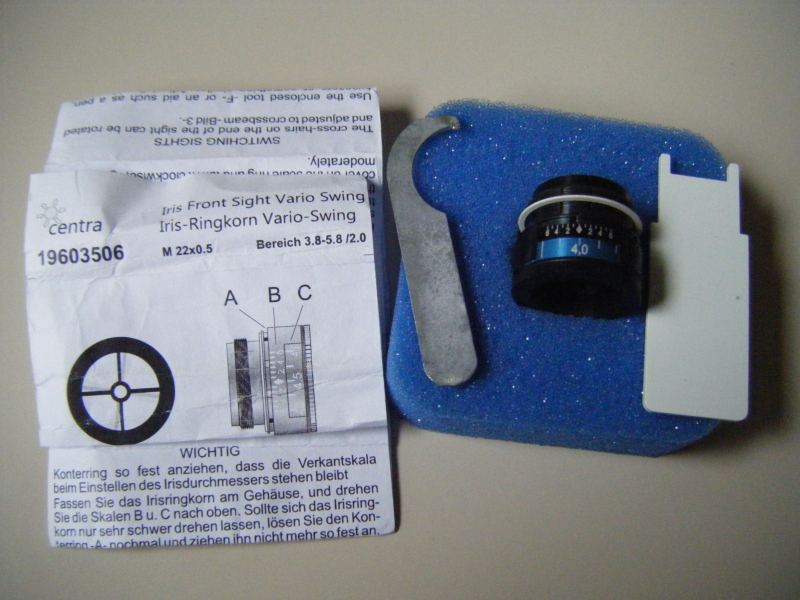 Use the enclosed tool -F- or an aid such as a pen
and adjusted to crossbeam -Bild 3-.
The cross-hairs on the end of the sight can be rotated
SWITCHING SIGHTS
moderately.
centra
19603506
Iris Front Sight Vario Swing
Iris-Ringkorn Vario-Swing
M 22x0.5 Bereich 3.8-5.8 /2.0
A B C
WICHTIG
Konterring so fest anziehen, dass die Verkantskala
beim Einstellen des Irisdurchmessers stehen bleibt
Fassen Sie das Irisringkorn am Gehäuse, und drehen
Sie die Skalen B u. C nach oben. Sollte sich das Irisring-
korn nur sehr schwer drehen lassen, lösen Sie den Kon-
terring -A- nochmal und ziehen ihn nicht mehr so fest an.
4,0